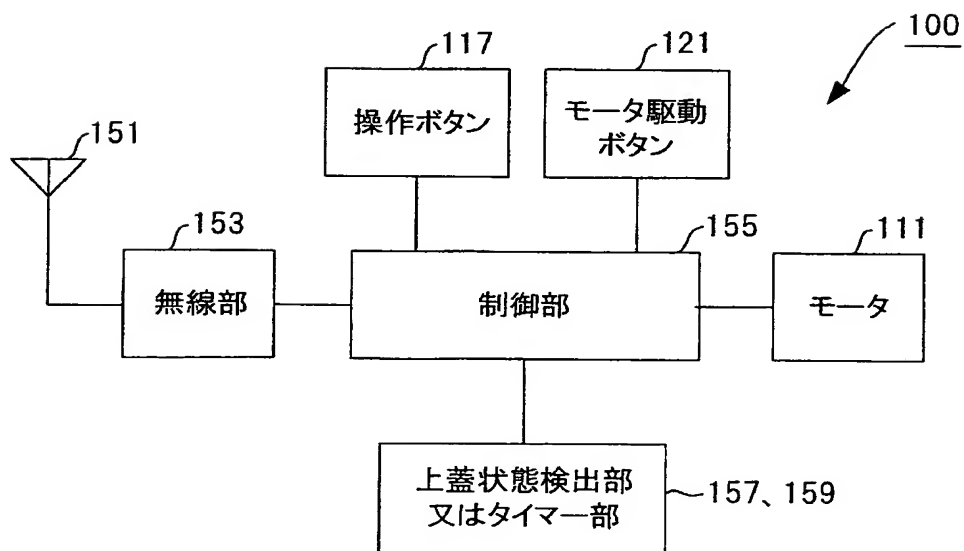 100
117
121
操作ボタン
モータ駆動
ボタン
151
153
155
111
無線部
制御部
モータ
上蓋状態検出部
又はタイマー部
157、159